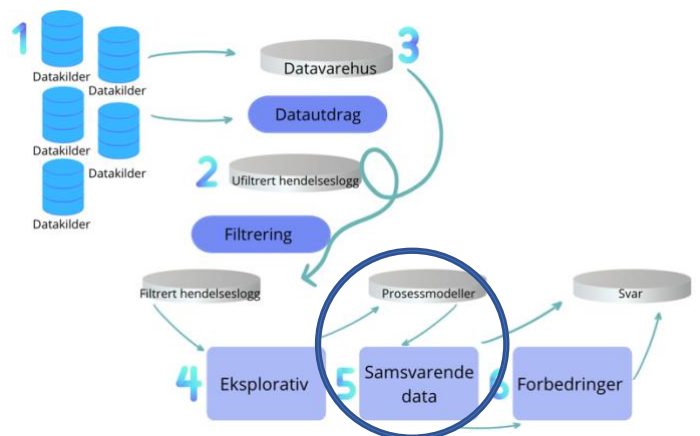 1
Datakilder
Datakilder
Datakilder
Datakilder
Datakilder
Datavarehus
3
Datautdrag
2
Ufiltrert hendelseslogg
Filtrering
Filtrert hendelseslogg
Prosessmodeller
Svar
4
Eksplorativ
5
Samsvarende
data
6
Forbedringer